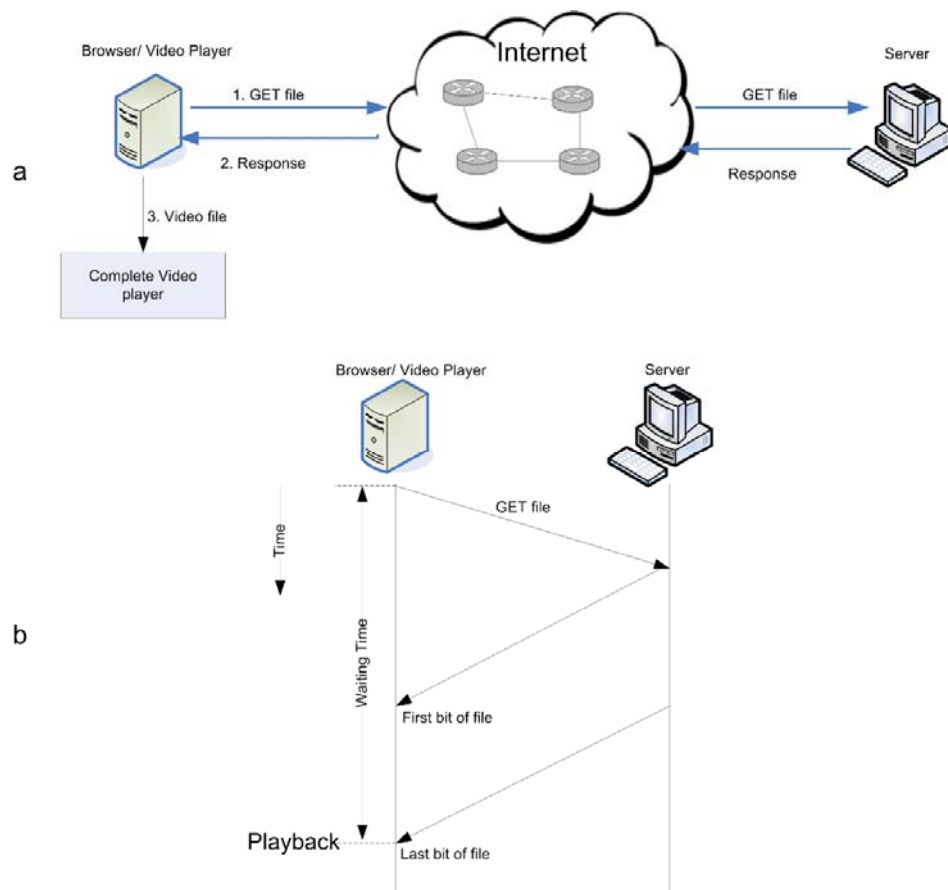 Browser/ Video Player
Internet
Server
1. GET file
GET file
2. Response
Response
a
3. Video file
Complete Video
player
Browser/ Video Player
Server
GET file
Time
b
Waiting Time
First bit of file
Playback
Last bit of file